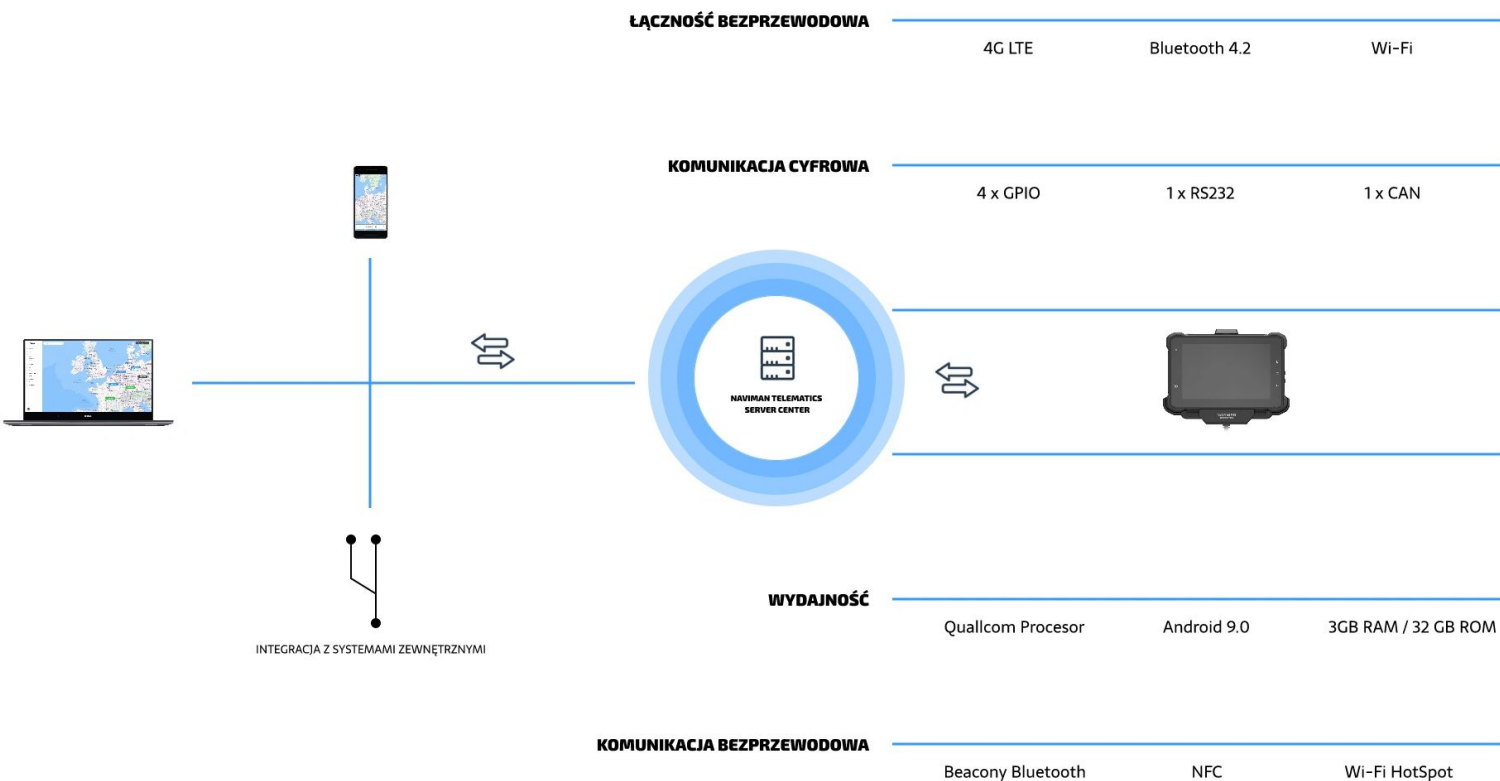 ŁĄCZNOŚĆ BEZPRZEWODOWA
4G LTE Bluetooth 4.2 Wi-Fi
KOMUNIKACJA CYFROWA
4 x GPIO 1 x RS232 1 x CAN
NAVIMAN TELEMATICS
SERVER CENTER
WYDAJNOŚĆ
Quallcom Procesor Android 9.0 3GB RAM / 32 GB ROM
INTEGRACJA Z SYSTEMAMI ZEWNĘTRZNYMI
KOMUNIKACJA BEZPRZEWODOWA
Beacony Bluetooth NFC Wi-Fi HotSpot